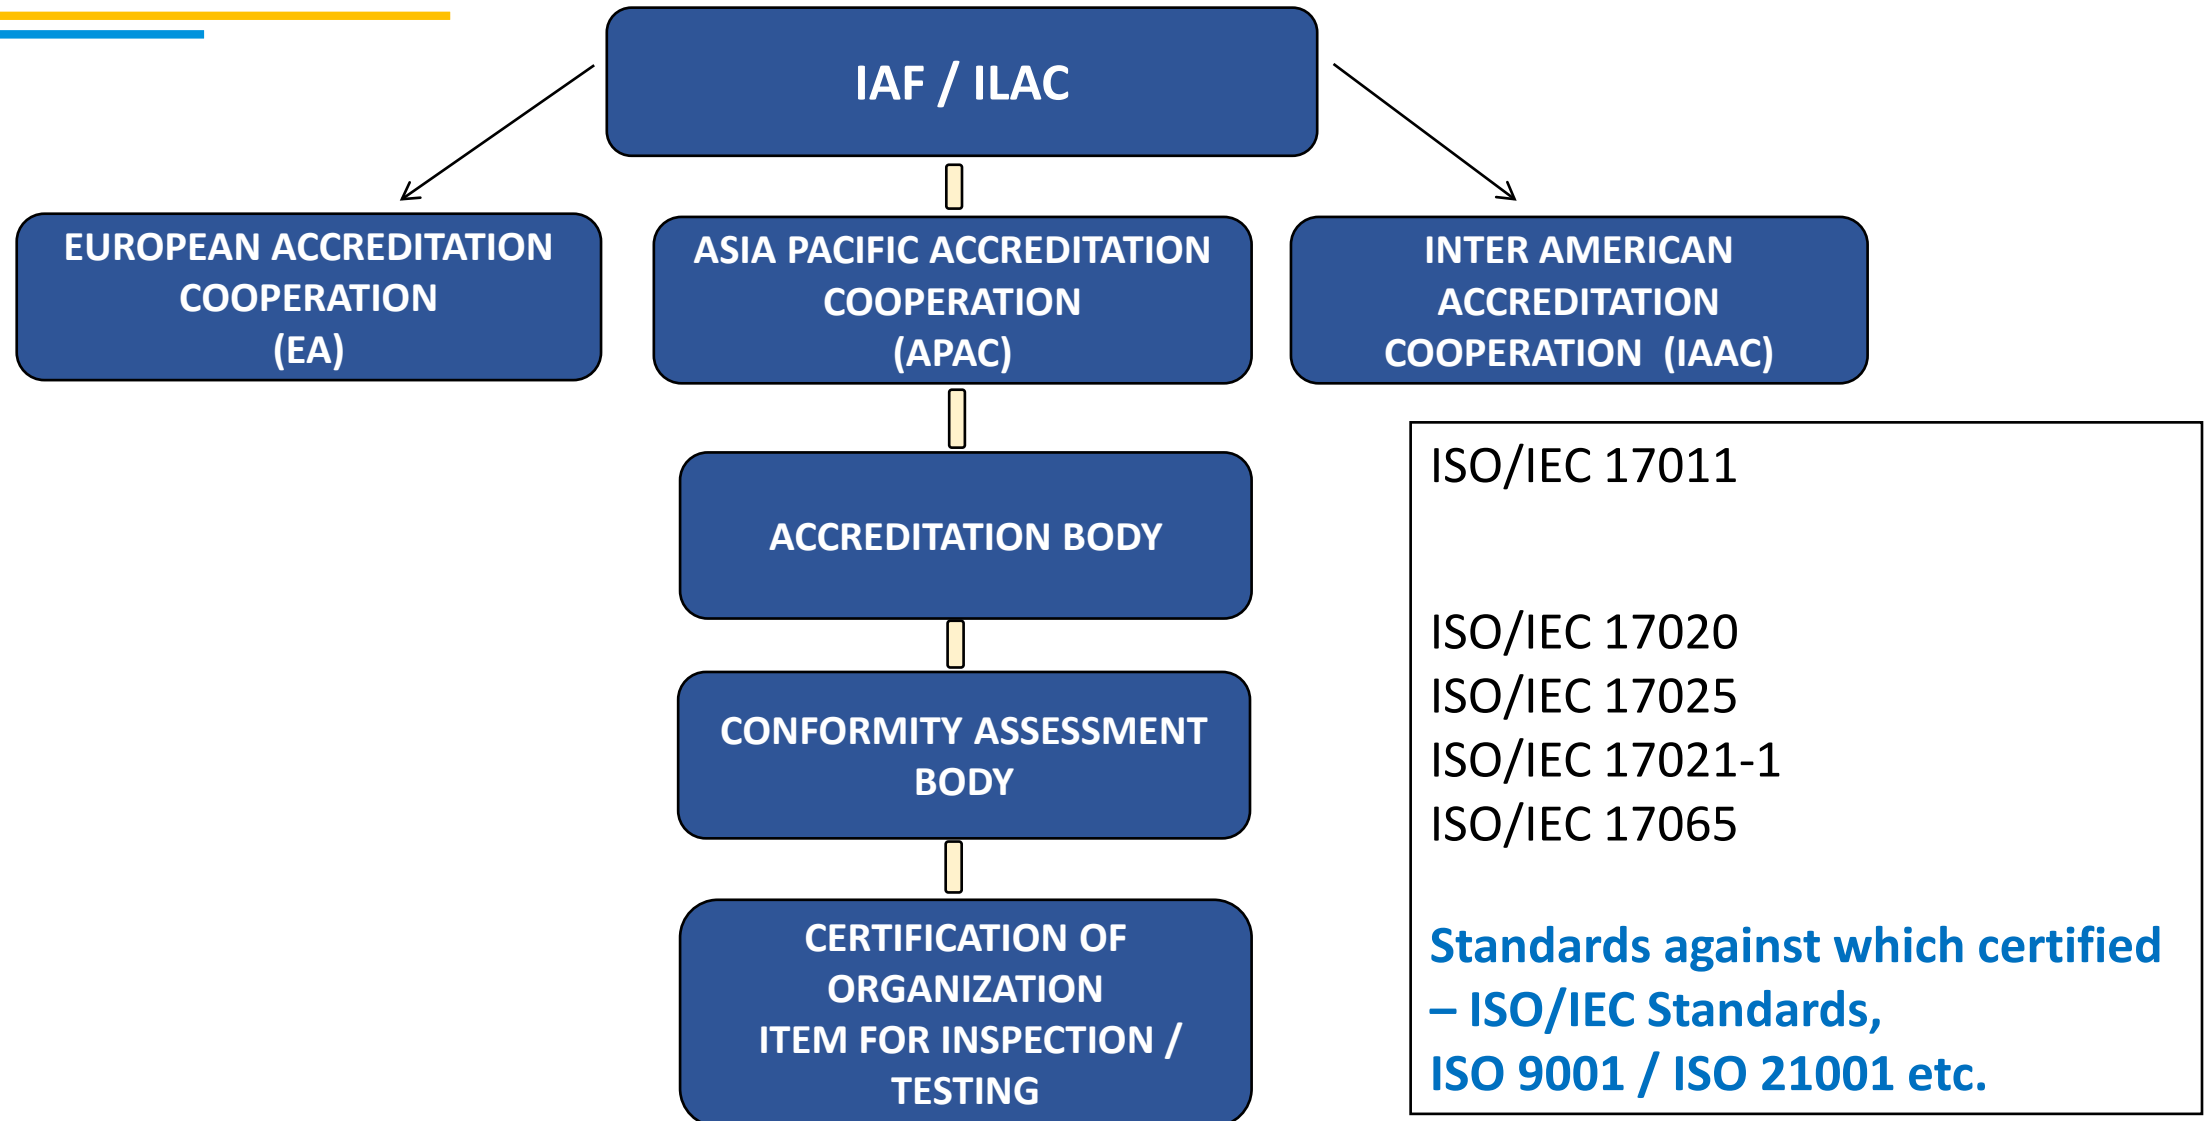 IAF / ILAC
EUROPEAN ACCREDITATION
COOPERATION
(EA)
ASIA PACIFIC ACCREDITATION
COOPERATION
(APAC)
INTER AMERICAN
ACCREDITATION
COOPERATION (IAAC)
ACCREDITATION BODY
CONFORMITY ASSESSMENT
BODY
CERTIFICATION OF
ORGANIZATION
ITEM FOR INSPECTION /
TESTING
ISO/IEC 17011
ISO/IEC 17020
ISO/IEC 17025
ISO/IEC 17021-1
ISO/IEC 17065
Standards against which certified
– ISO/IEC Standards,
ISO 9001 / ISO 21001 etc.